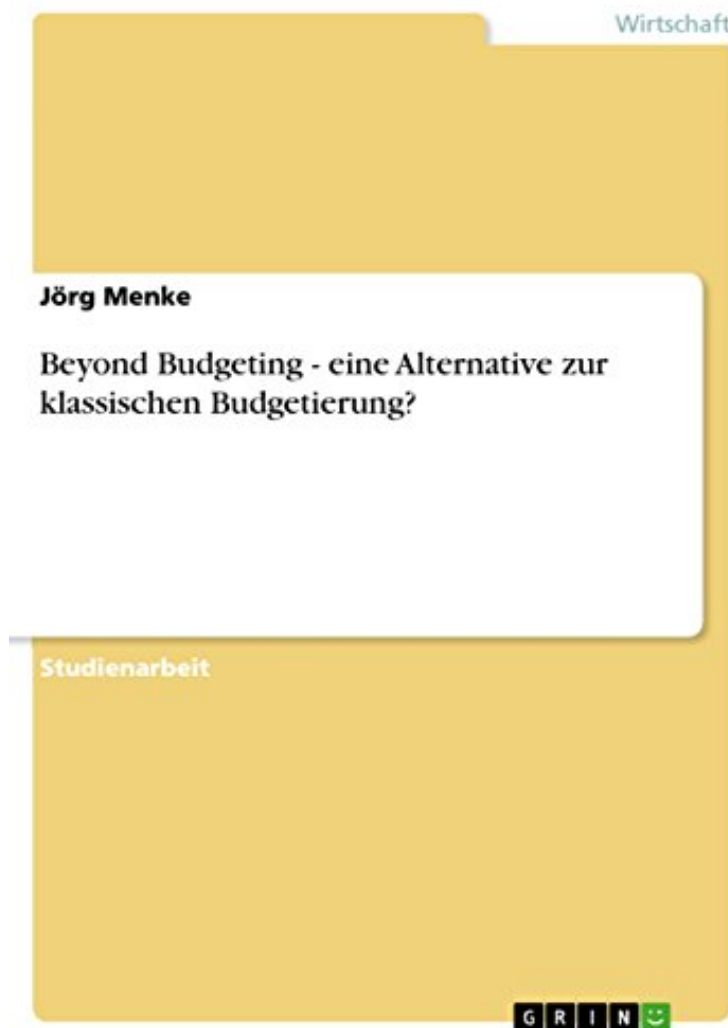 Wirtschaft
Jörg Menke
Beyond Budgeting - eine Alternative zur
klassischen Budgetierung?
Studienarbeit
GRIN